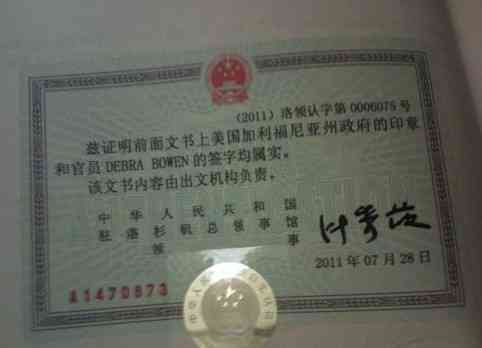 (2011) 洛领认字第 0006075 号
兹证明前面文书上美国加利福尼亚州政府的印章
和官员 DEBRA BOWEN 的签字均属实。
该文书内容由出文机构负责。
中华人民共和国
驻洛杉矶总领事馆
领事
2011 年 07 月 28 日
A1470873